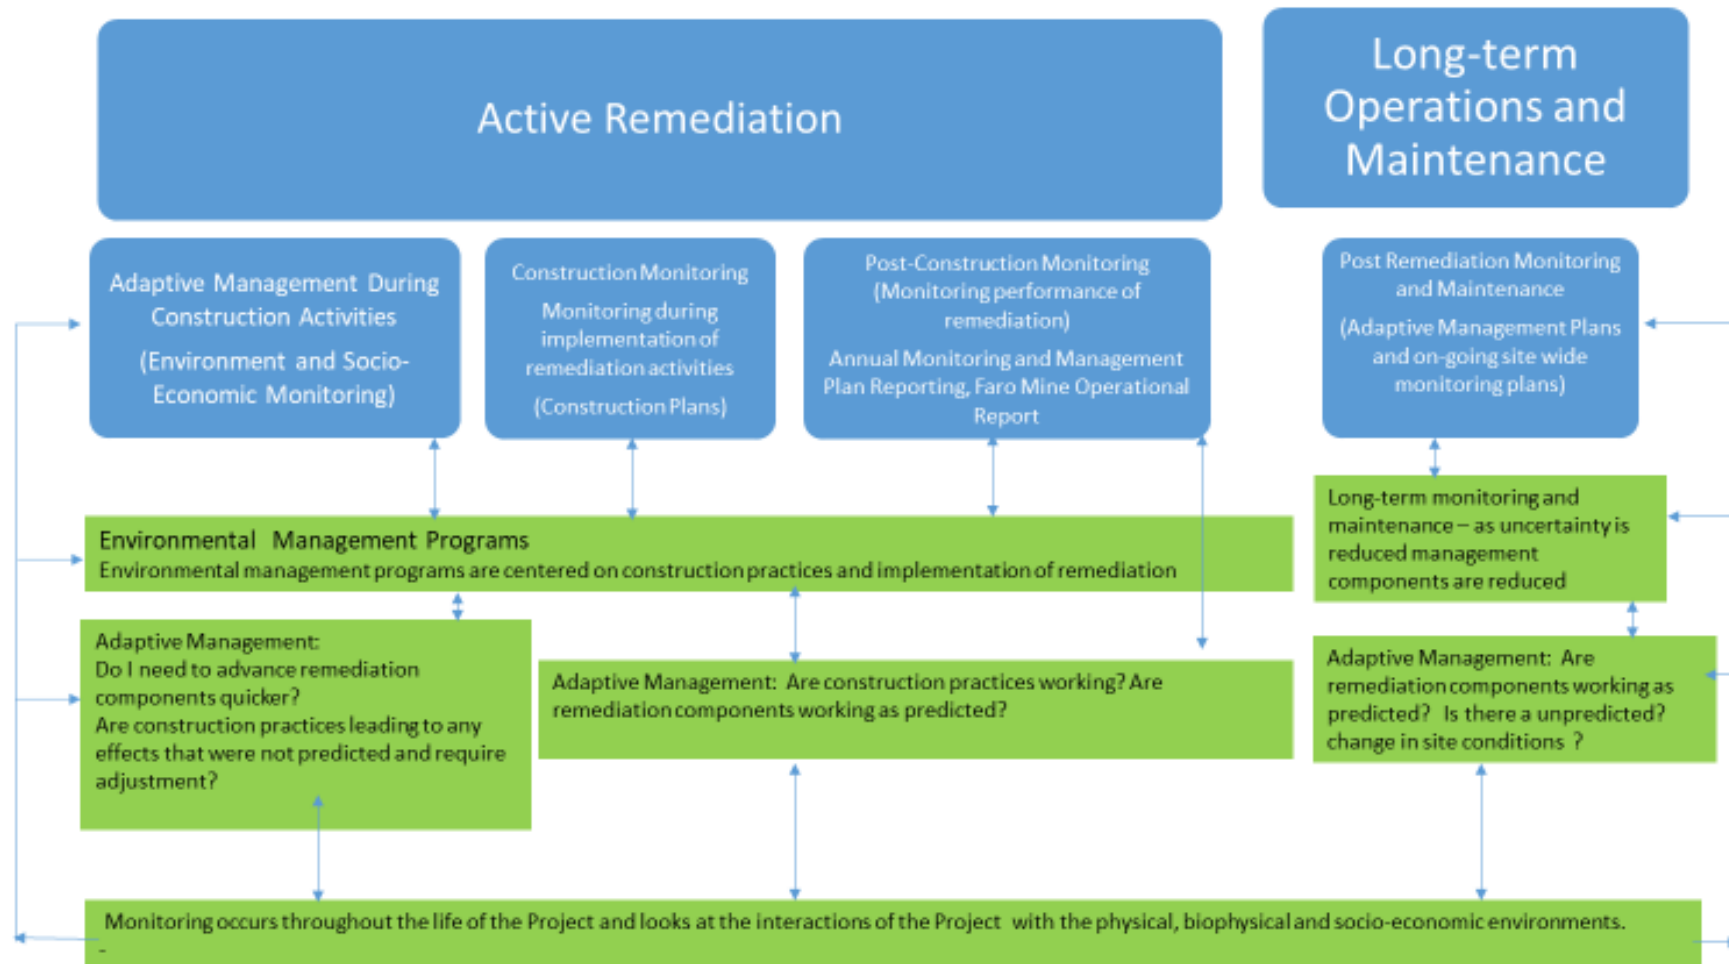 Active Remediation
Long-term
Operations and
Maintenance
Adaptive Management During
Construction Activities
(Environment and Socio-
Economic Monitoring)
Construction Monitoring
Monitoring during
implementation of
remediation activities
(Construction Plans)
Post-Construction Monitoring
(Monitoring performance of
remediation)
Annual Monitoring and Management
Plan Reporting, Faro Mine Operational
Report
Post Remediation Monitoring
and Maintenance
(Adaptive Management Plans
and on-going site wide
monitoring plans)
Environmental Management Programs
Environmental management programs are centered on construction practices and implementation of remediation
Long-term monitoring and
maintenance – as uncertainty is
reduced management
components are reduced
Adaptive Management:
Do I need to advance remediation
components quicker?
Are construction practices leading to any
effects that were not predicted and require
adjustment?
Adaptive Management: Are construction practices working? Are
remediation components working as predicted?
Adaptive Management: Are
remediation components working as
predicted? Is there a unpredicted?
change in site conditions ?
Monitoring occurs throughout the life of the Project and looks at the interactions of the Project with the physical, biophysical and socio-economic environments.
-